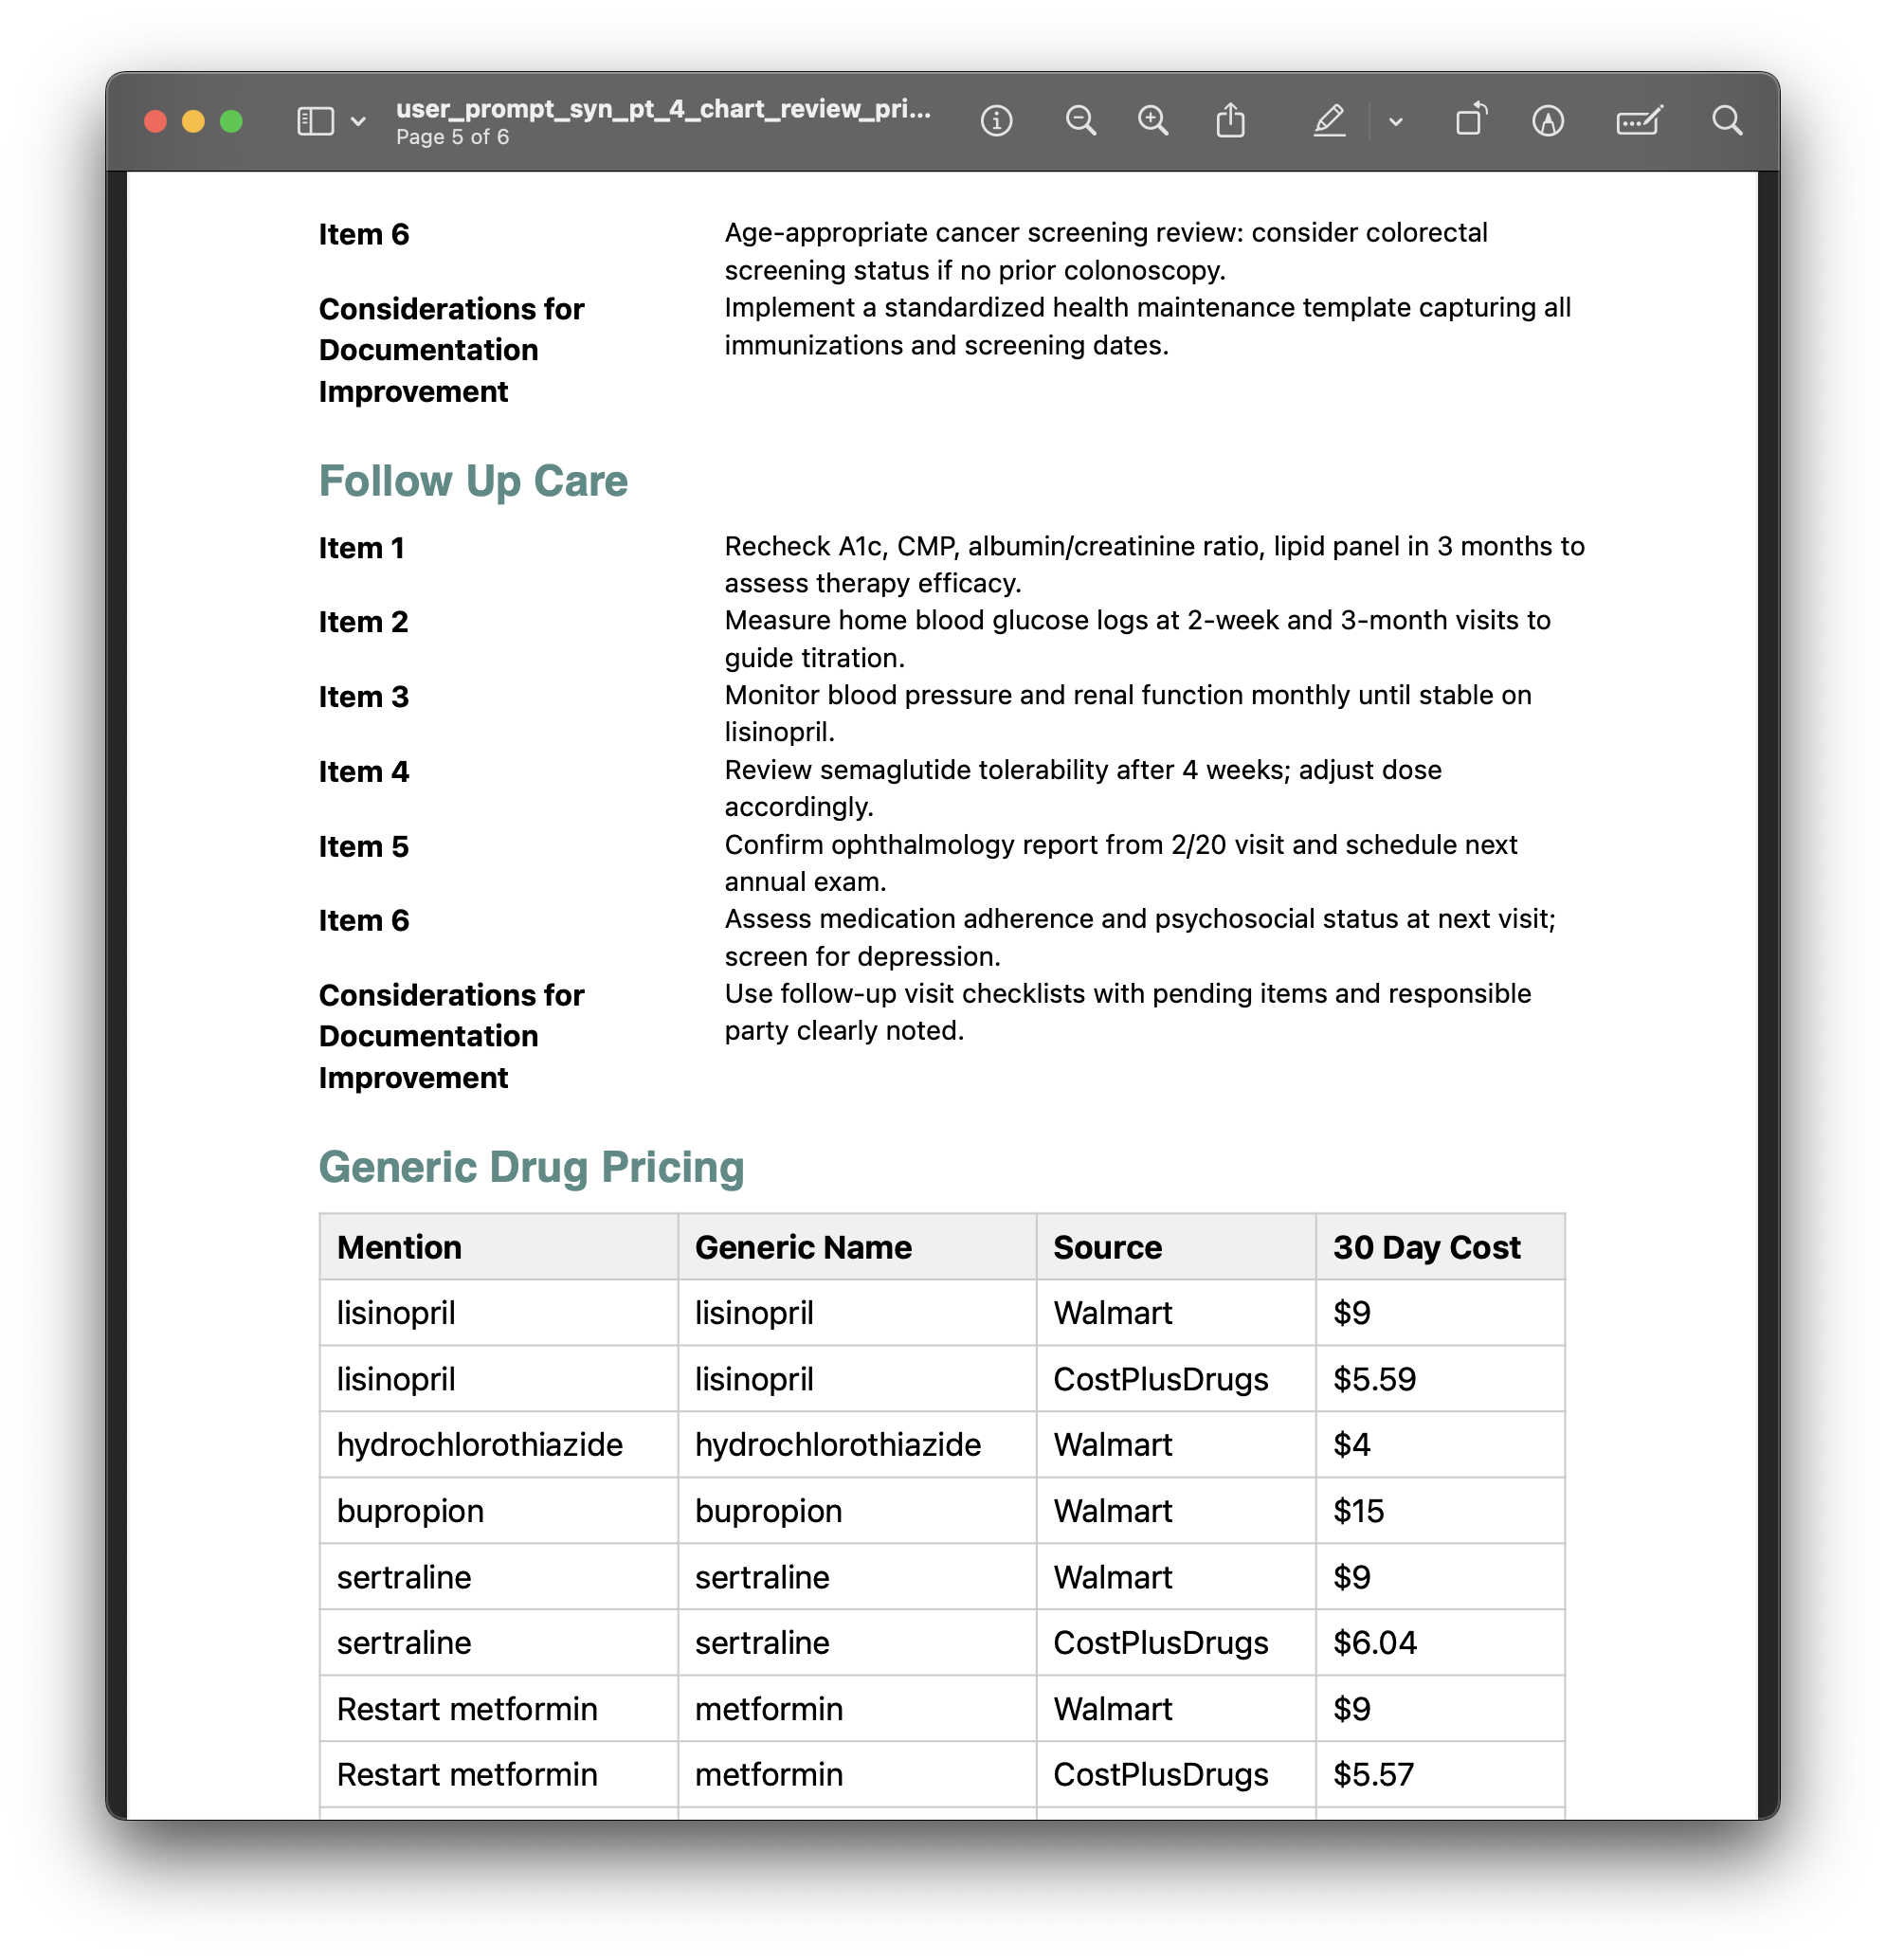 user_prompt_syn_pt_4_chart_review_pri...
Page 5 of 6
Item 6
Age-appropriate cancer screening review: consider colorectal
screening status if no prior colonoscopy.
Considerations for
Documentation
Improvement
Implement a standardized health maintenance template capturing all
immunizations and screening dates.
Follow Up Care
Item 1
Recheck A1c, CMP, albumin/creatinine ratio, lipid panel in 3 months to
assess therapy efficacy.
Item 2
Measure home blood glucose logs at 2-week and 3-month visits to
guide titration.
Item 3
Monitor blood pressure and renal function monthly until stable on
lisinopril.
Item 4
Review semaglutide tolerability after 4 weeks; adjust dose
accordingly.
Item 5
Confirm ophthalmology report from 2/20 visit and schedule next
annual exam.
Item 6
Assess medication adherence and psychosocial status at next visit;
screen for depression.
Considerations for
Documentation
Improvement
Use follow-up visit checklists with pending items and responsible
party clearly noted.
Generic Drug Pricing
Mention Generic Name Source 30 Day Cost
lisinopril lisinopril Walmart $9
lisinopril lisinopril CostPlusDrugs $5.59
hydrochlorothiazide hydrochlorothiazide Walmart $4
bupropion bupropion Walmart $15
sertraline sertraline Walmart $9
sertraline sertraline CostPlusDrugs $6.04
Restart metformin metformin Walmart $9
Restart metformin metformin CostPlusDrugs $5.57